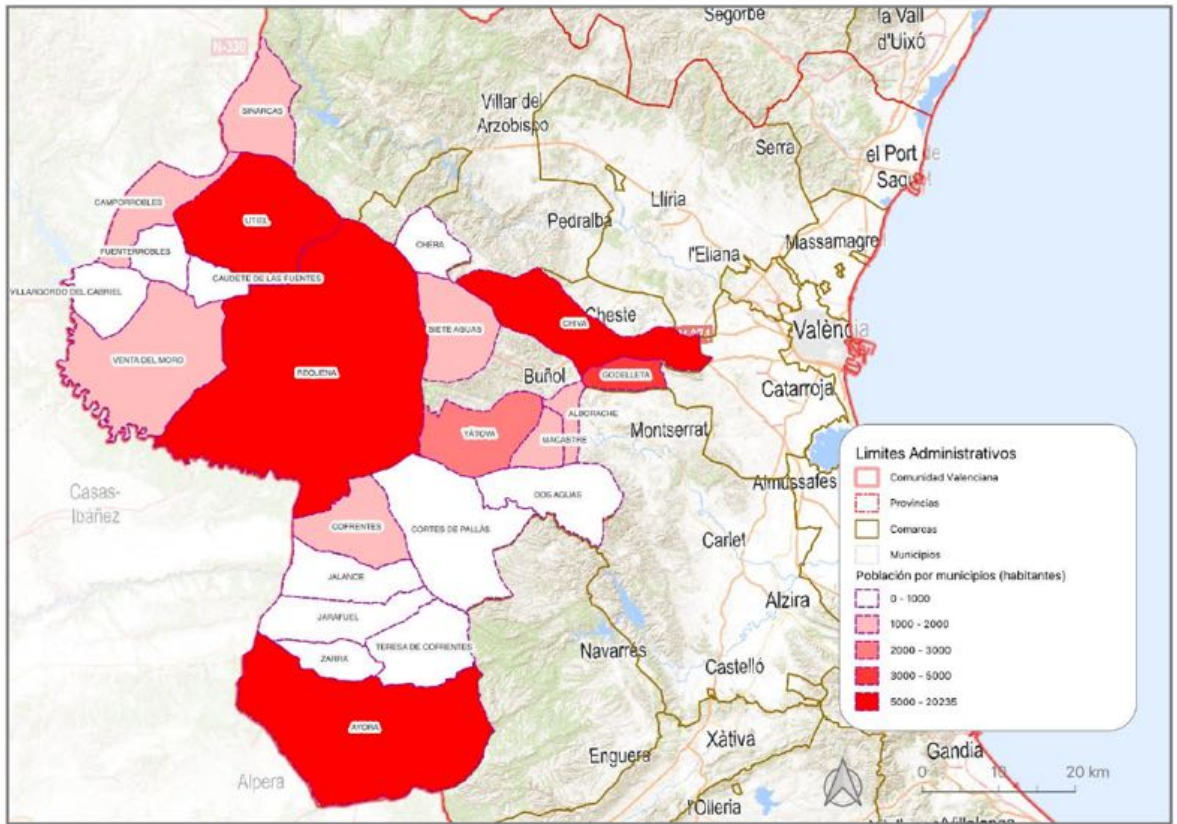 Segorbe
la Vall
d'Uixó
N-330
SINARCAS
Villar del
Arzobispo
Serra
el Port de
CAMPORROBLES
Llíria
UTIEL
Pedralba
CHERA
Massamagrell
l'Eliana
FUENTERROBLES
CAUDETE DE LAS FUENTES
VILLARGORDO DEL CABRIEL
Cheste
CHIVA
SIETE AGUAS
València
VENTA DEL MORO
REQUENA
Buñol
GODELLETA
Catarroja
ALBORACHE
YÁTOVA
MACASTRE
Montserrat
Casas-
Ibáñez
DOS AGUAS
Almussafes
COFRENTES
CORTES DE PALLÁS
Carlet
JALANCE
Alzira
JARAFUEL
TERESA DE COFRENTES
Navarrés
ZARRA
Castelló
AYORA
Xàtiva
Enguera
Gandia
Alpera
l'Olleria
Limites Administrativos
Comunidad Valenciana
Provincias
Comarcas
Municipios
Población por municipios (habitantes)
0 - 1000
1000 - 2000
2000 - 3000
3000 - 5000
5000 - 20235
0 10 20 km